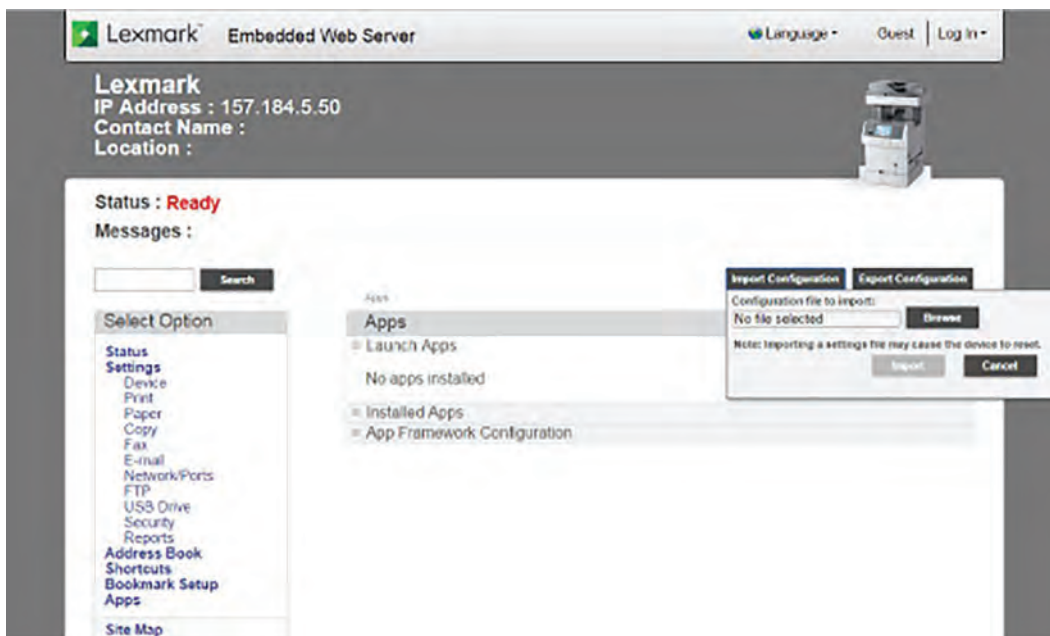 Lexmark™ Embedded Web Server Language Guest Log In
Lexmark
IP Address : 157.184.5.50
Contact Name :
Location :
Status : Ready
Messages :
Search
Import Configuration Export Configuration
Configuration file to import:
No file selected Browse
Note: Importing a settings file may cause the device to reset.
Import Cancel
Apps
Apps
Launch Apps
No apps installed
Installed Apps
App Framework Configuration
Select Option
Status
Settings
Device
Print
Paper
Copy
Fax
E-mail
Network/Ports
FTP
USB Drive
Security
Reports
Address Book
Shortcuts
Bookmark Setup
Apps
Site Map